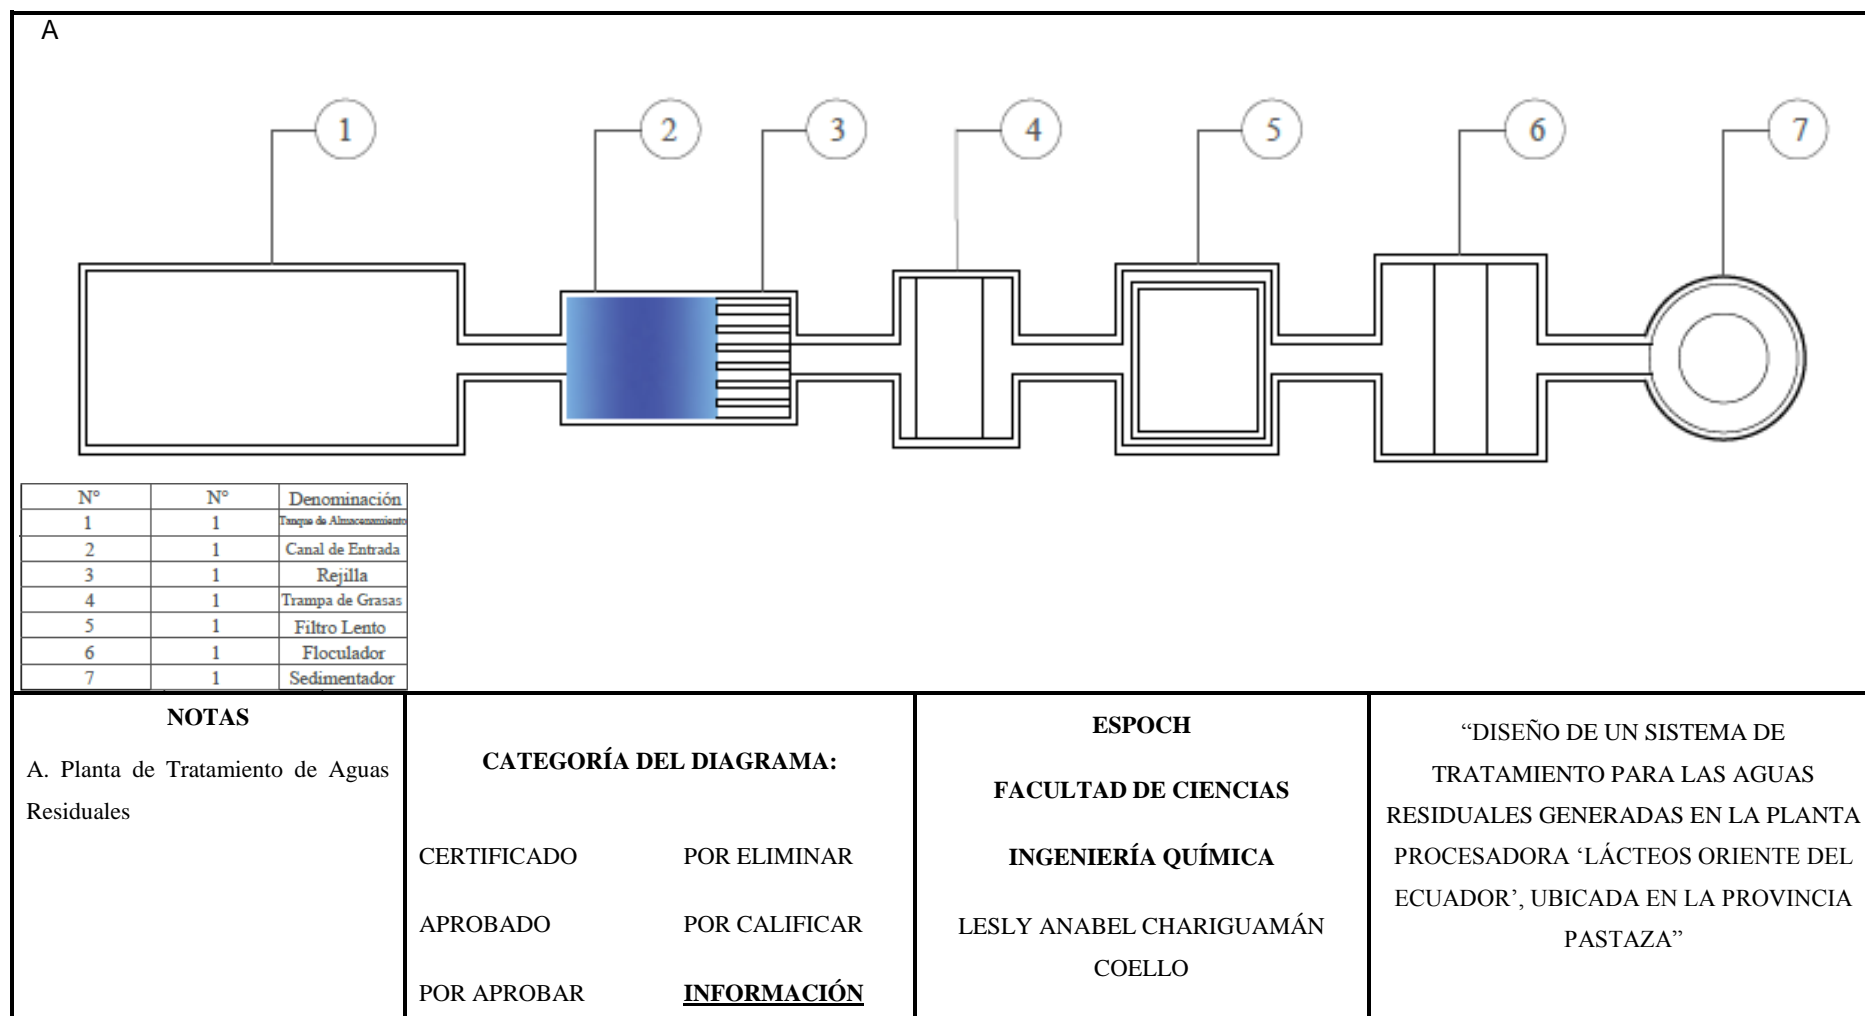 A
1 2 3 4 5 6 7
N° N° Denominación
1 1 Tanque de Almacenamiento
2 1 Canal de Entrada
3 1 Rejilla
4 1 Trampa de Grasas
5 1 Filtro Lento
6 1 Floculador
7 1 Sedimentador
NOTAS
A. Planta de Tratamiento de Aguas
Residuales
CATEGORÍA DEL DIAGRAMA:
CERTIFICADO POR ELIMINAR
APROBADO POR CALIFICAR
POR APROBAR INFORMACIÓN
ESPOCH
FACULTAD DE CIENCIAS
INGENIERÍA QUÍMICA
LESLY ANABEL CHARIGUAMÁN
COELLO
“DISEÑO DE UN SISTEMA DE
TRATAMIENTO PARA LAS AGUAS
RESIDUALES GENERADAS EN LA PLANTA
PROCESADORA ‘LÁCTEOS ORIENTE DEL
ECUADOR’, UBICADA EN LA PROVINCIA
PASTAZA”